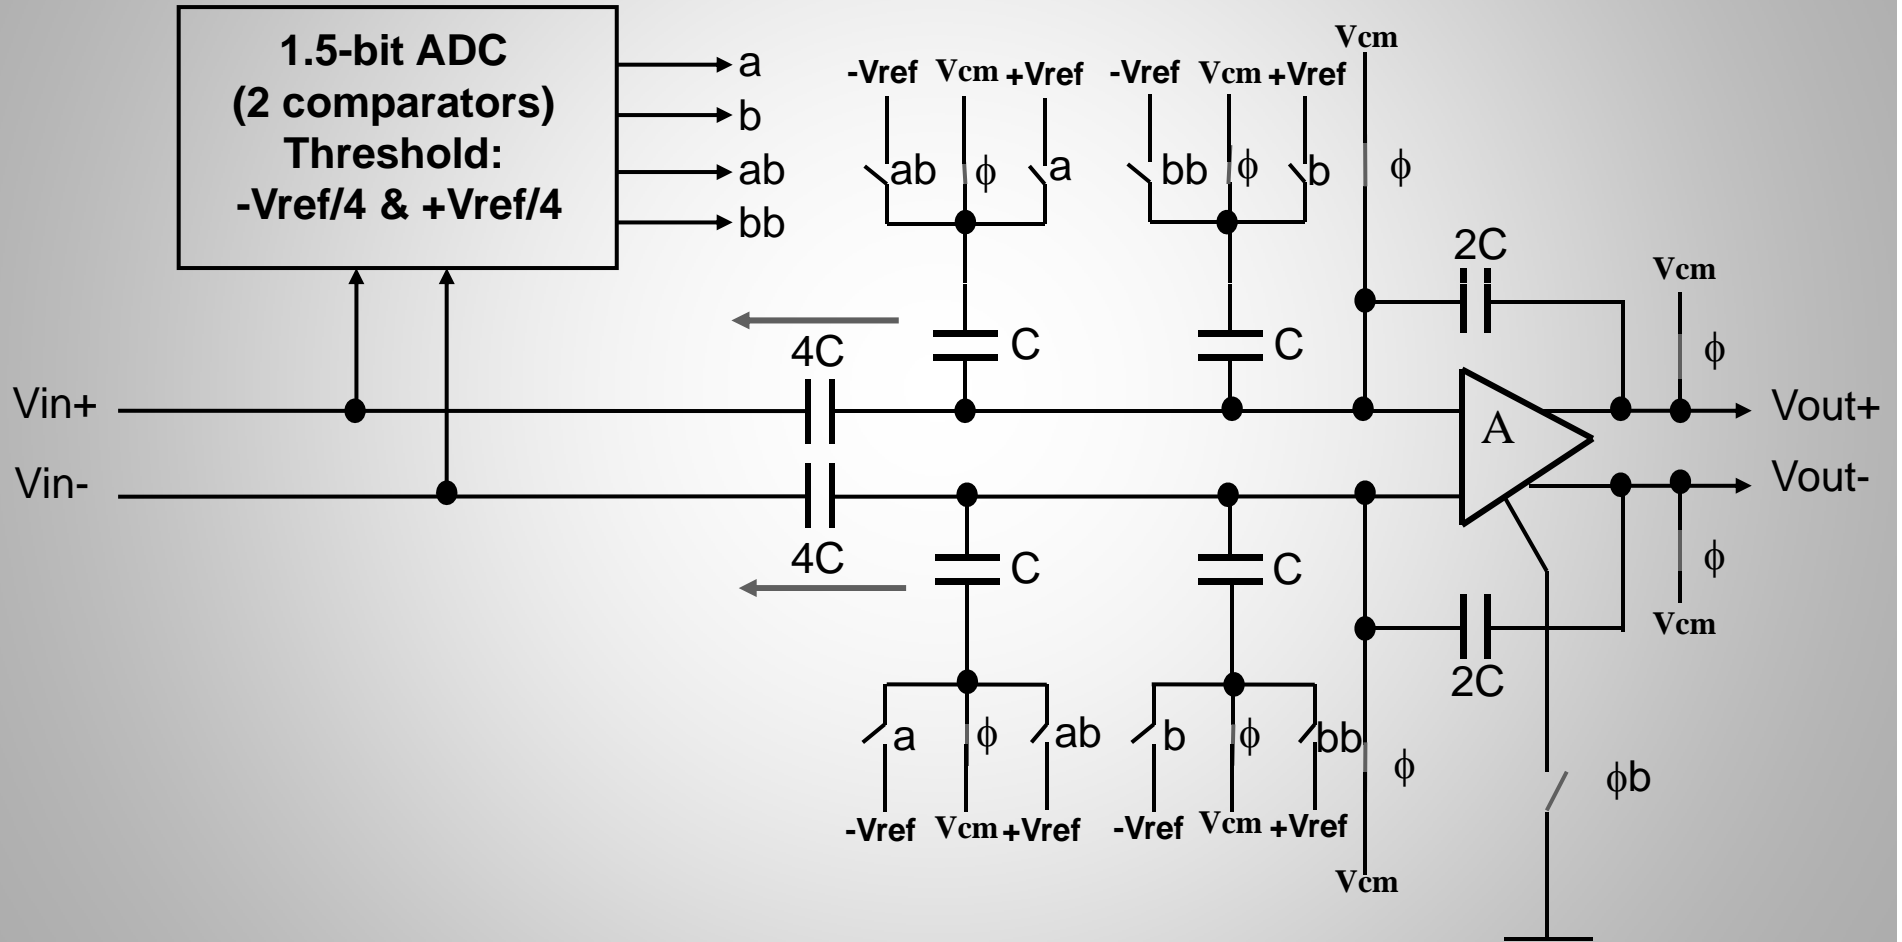 1.5-bit ADC
(2 comparators)
Threshold:
-Vref/4 & +Vref/4
a
b
ab
bb
-Vref Vcm +Vref
-Vref Vcm +Vref
Vcm
ab ϕ a
bb ϕ b
ϕ
2C
Vcm
4C
C
C
ϕ
Vin+
A
Vout+
Vin-
Vout-
4C
C
C
ϕ
Vcm
2C
a ϕ ab
b ϕ bb
ϕ
ϕb
-Vref Vcm +Vref
-Vref Vcm +Vref
Vcm